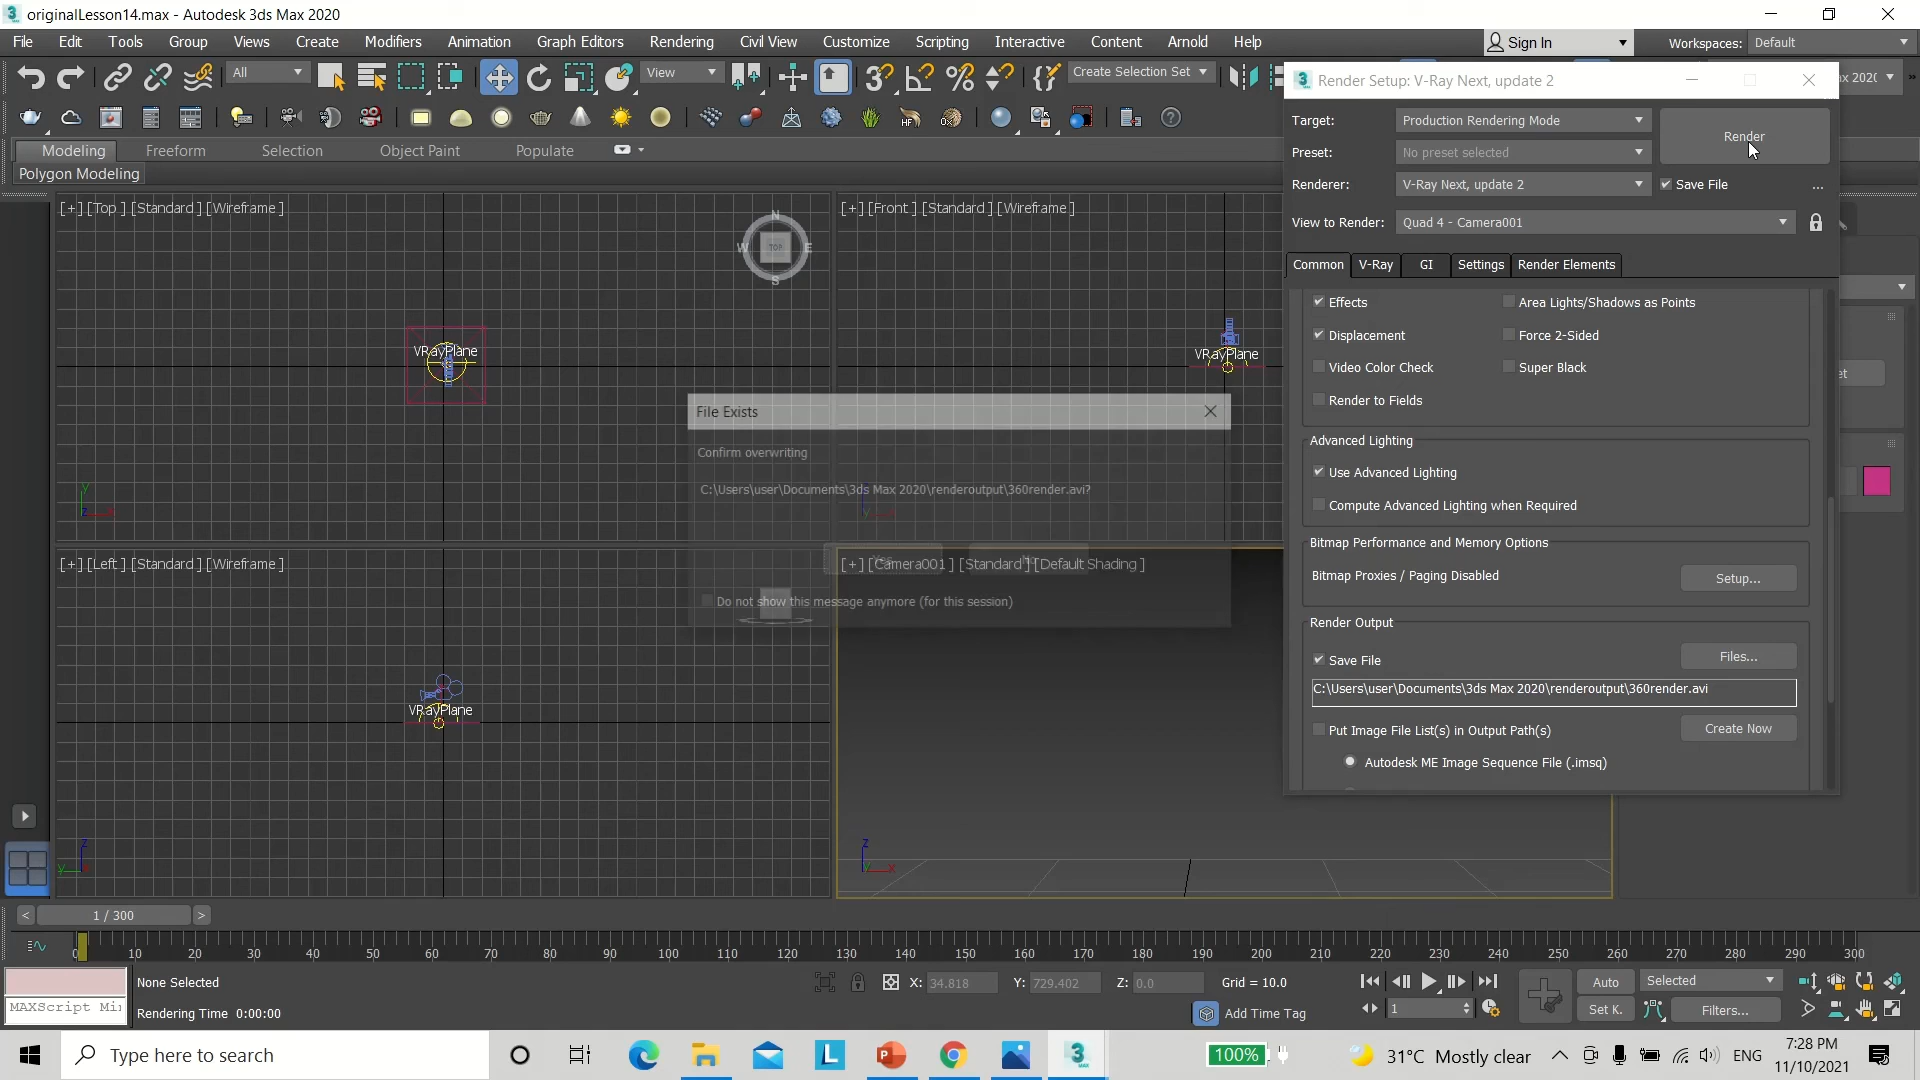 originalLesson14.max - Autodesk 3ds Max 2020
File Edit Tools Group Views Create Modifiers Animation Graph Editors Rendering Civil View Customize Scripting Interactive Content Arnold Help
Sign In
Workspaces: Default
All
View
Create Selection Set
HF
Modeling Freeform Selection Object Paint Populate
Polygon Modeling
[+] [Top ] [Standard ] [Wireframe ]
N
W TOP E
S
VRayPlane
y
z x
[+] [Front ] [Standard ] [Wireframe ]
VRayPlane
[+] [Left ] [Standard ] [Wireframe ]
VRayPlane
z
y x
[+] [Camera001 ] [Standard ] [Default Shading ]
z
y x
File Exists
Confirm overwriting
C:\Users\user\Documents\3ds Max 2020\renderoutput\360render.avi?
Yes No
Do not show this message anymore (for this session)
Render Setup: V-Ray Next, update 2
Target: Production Rendering Mode
Render
Preset: No preset selected
Renderer: V-Ray Next, update 2
Save File ...
View to Render: Quad 4 - Camera001
Common V-Ray GI Settings Render Elements
Effects Area Lights/Shadows as Points
Displacement Force 2-Sided
Video Color Check Super Black
Render to Fields
Advanced Lighting
Use Advanced Lighting
Compute Advanced Lighting when Required
Bitmap Performance and Memory Options
Bitmap Proxies / Paging Disabled Setup...
Render Output
Save File Files...
C:\Users\user\Documents\3ds Max 2020\renderoutput\360render.avi
Put Image File List(s) in Output Path(s) Create Now
Autodesk ME Image Sequence File (.imsq)
< 1 / 300 >
0 10 20 30 40 50 60 70 80 90 100 110 120 130 140 150 160 170 180 190 200 210 220 230 240 250 260 270 280 290 300
None Selected
X: 34.818 Y: 729.402 Z: 0.0 Grid = 10.0
Auto Selected
MAXScript Mi
Rendering Time 0:00:00
Add Time Tag
1
Set K. Filters...
Type here to search
100%
31°C Mostly clear
ENG
7:28 PM
11/10/2021